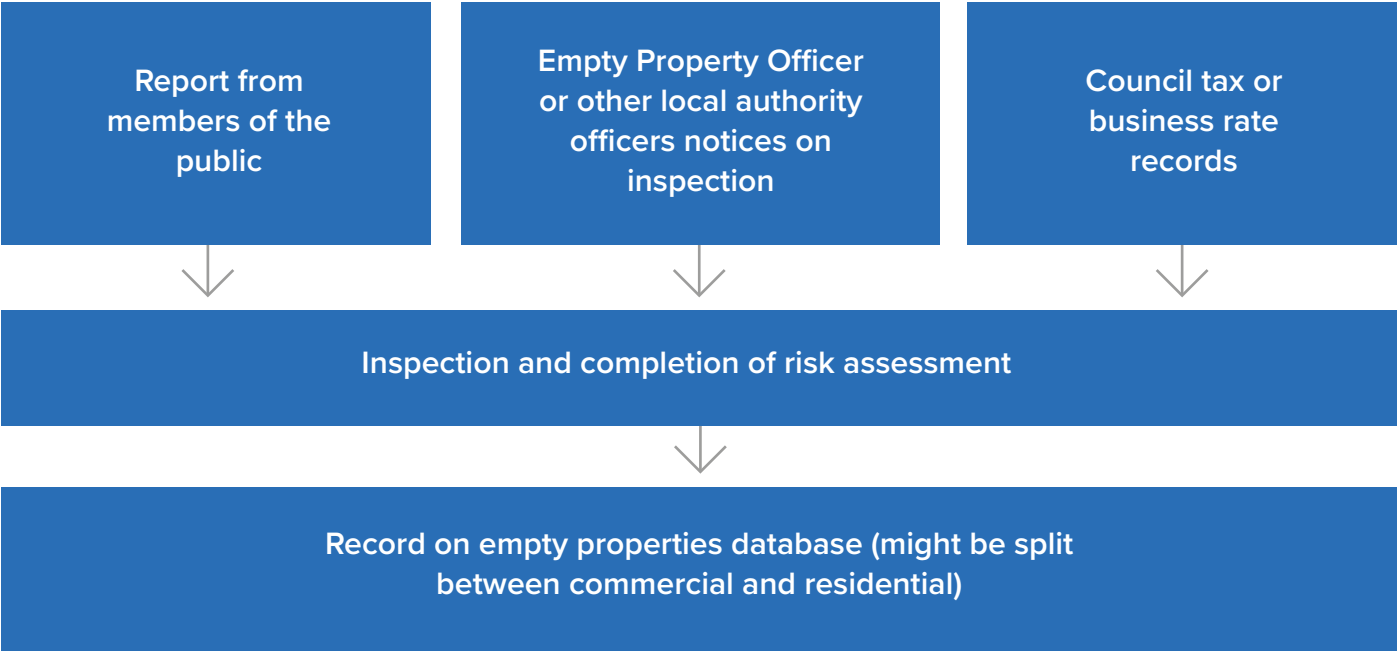 Report from
members of the
public
Empty Property Officer
or other local authority
officers notices on
inspection
Council tax or
business rate
records
Inspection and completion of risk assessment
Record on empty properties database (might be split
between commercial and residential)